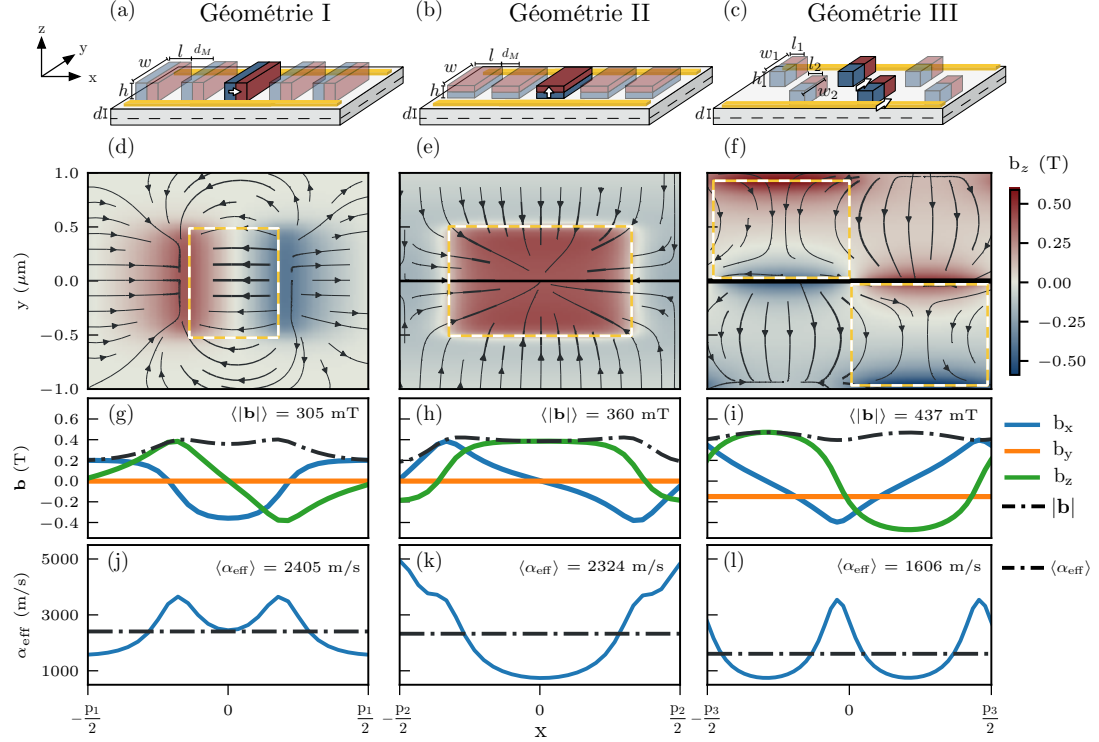 (a) Géométrie I (b) Géométrie II (c) Géométrie III
z
y
x
w l d_M
h
d
w l d_M
h
d
w_1 l_1
h
l_2
w_2
d
(d) (e) (f)
y (μm)
1.0
0.5
0.0
−0.5
−1.0
b_z (T)
0.50
0.25
0.00
−0.25
−0.50
(g) ⟨|b|⟩ = 305 mT
(h) ⟨|b|⟩ = 360 mT
(i) ⟨|b|⟩ = 437 mT
b (T)
0.6
0.4
0.2
0.0
−0.2
−0.4
b_x
b_y
b_z
|b|
(j) ⟨α_eff⟩ = 2405 m/s
(k) ⟨α_eff⟩ = 2324 m/s
(l) ⟨α_eff⟩ = 1606 m/s
α_eff (m/s)
5000
3000
1000
⟨α_eff⟩
−p_1/2 0 p_1/2
−p_2/2 0 p_2/2
−p_3/2 0 p_3/2
x